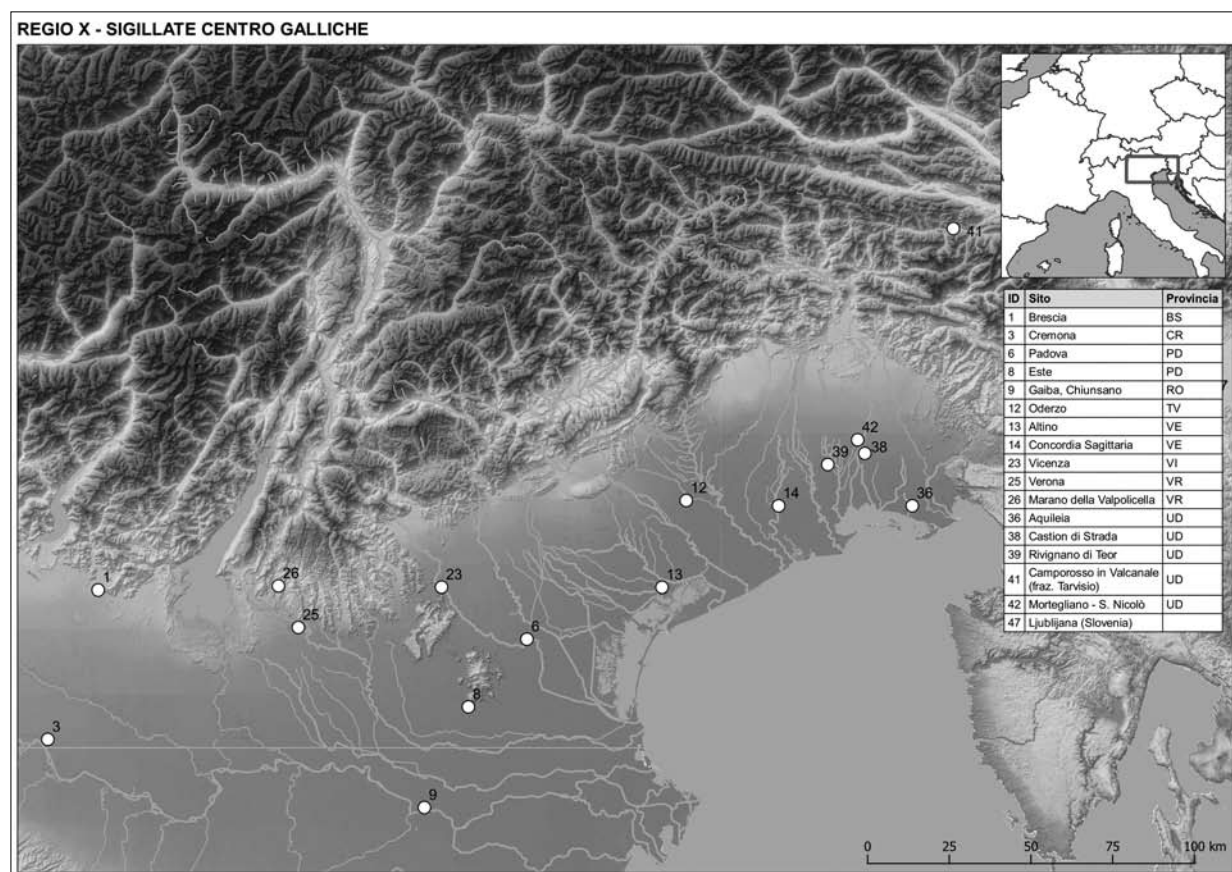 REGIO X - SIGILLATE CENTRO GALLICHE
41
ID Sito Provincia
1 Brescia BS
3 Cremona CR
6 Padova PD
8 Este PD
9 Gaiba, Chiunsano RO
12 Oderzo TV
13 Altino VE
14 Concordia Sagittaria VE
23 Vicenza VI
25 Verona VR
26 Marano della Valpolicella VR
36 Aquileia UD
38 Castion di Strada UD
39 Rivignano di Teor UD
41 Camporosso in Valcanale
(fraz. Tarvisio) UD
42 Mortegliano - S. Nicolò UD
47 Ljublijana (Slovenia)
42
38
39
12
14
36
1
26
23
13
25
6
8
3
9
0 25 50 75 100 km